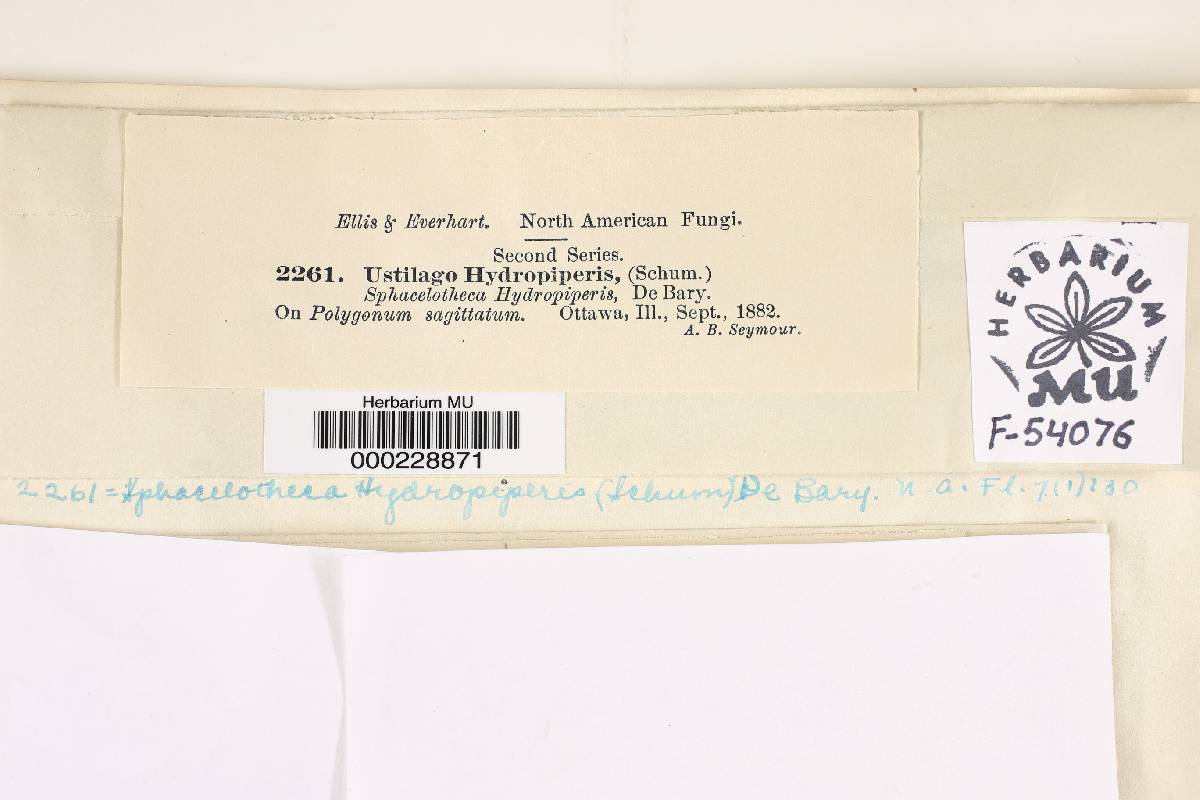 Ellis & Everhart. North American Fungi.
Second Series.
2261. Ustilago Hydropiperis, (Schum.)
Sphacelotheca Hydropiperis, De Bary.
On Polygonum sagittatum. Ottawa, Ill., Sept., 1882.
A. B. Seymour.
HERBARIUM
MU
F-54076
Herbarium MU
000228871
2261=Sphacelotheca Hydropiperis (Schum) De Bary. N. a. Fl. 7(1)230